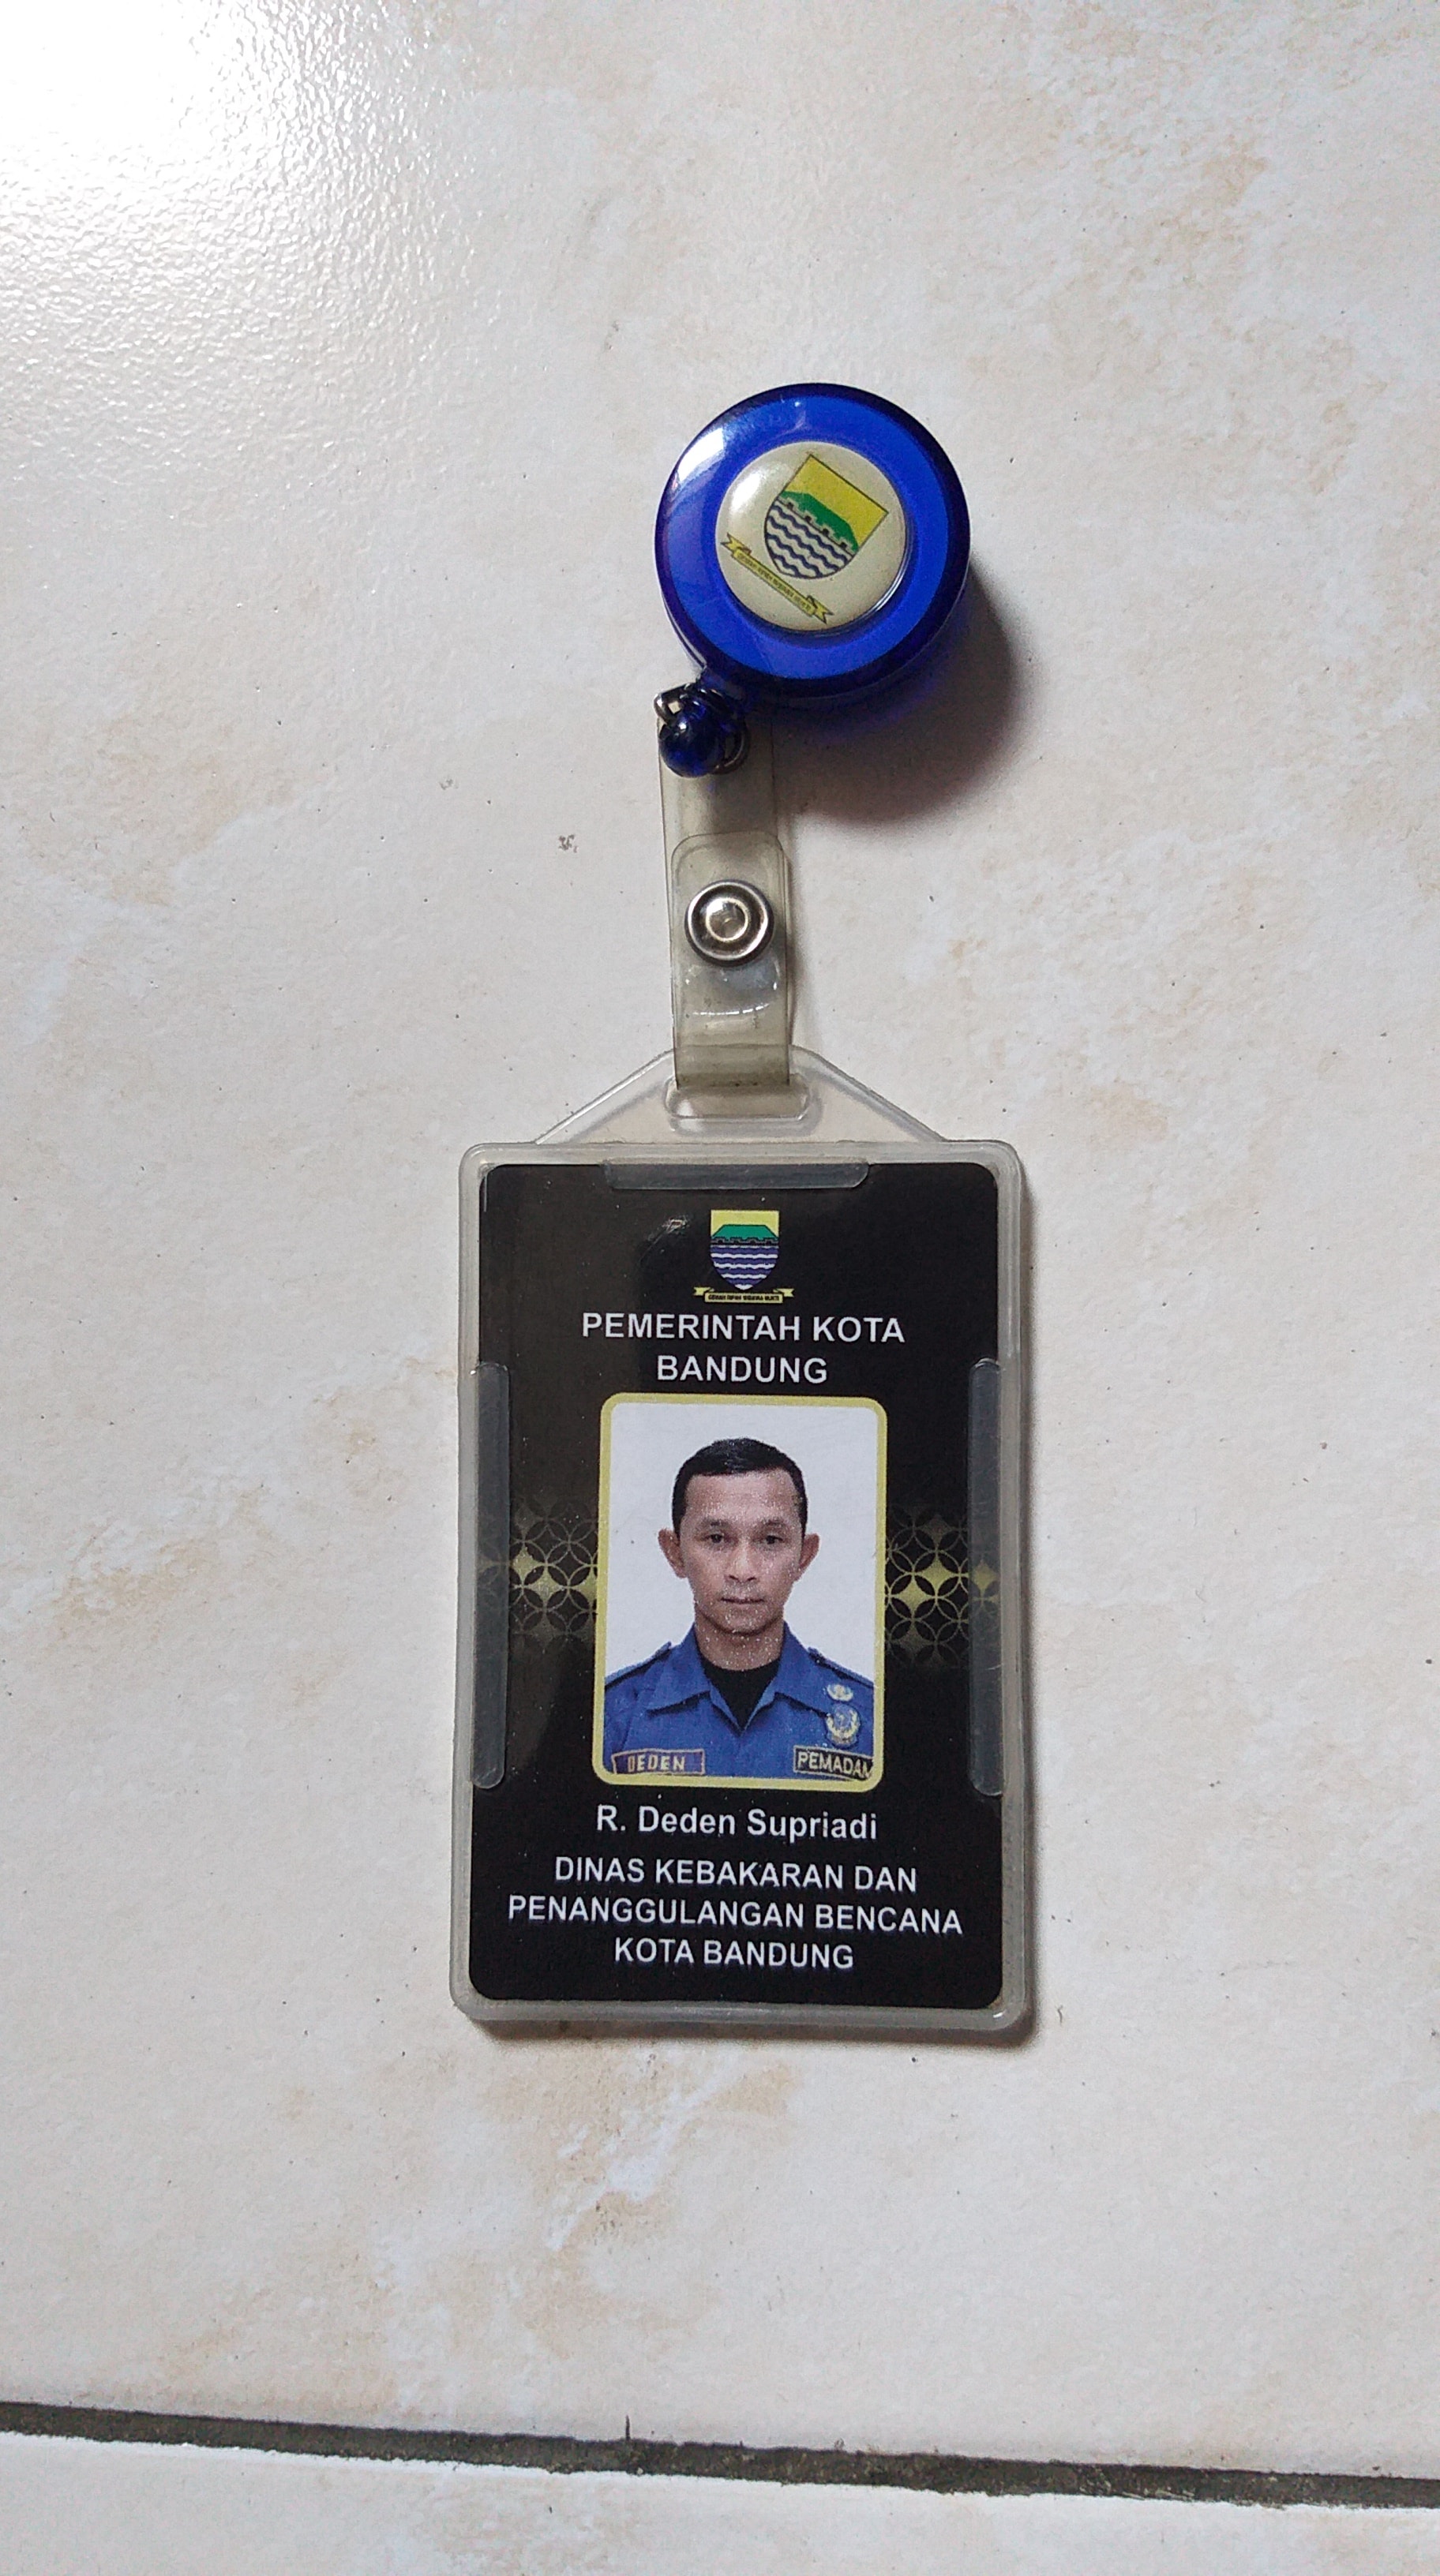 PEMERINTAH KOTA
BANDUNG
DEDEN
PEMADAM
R. Deden Supriadi
DINAS KEBAKARAN DAN
PENANGGULANGAN BENCANA
KOTA BANDUNG